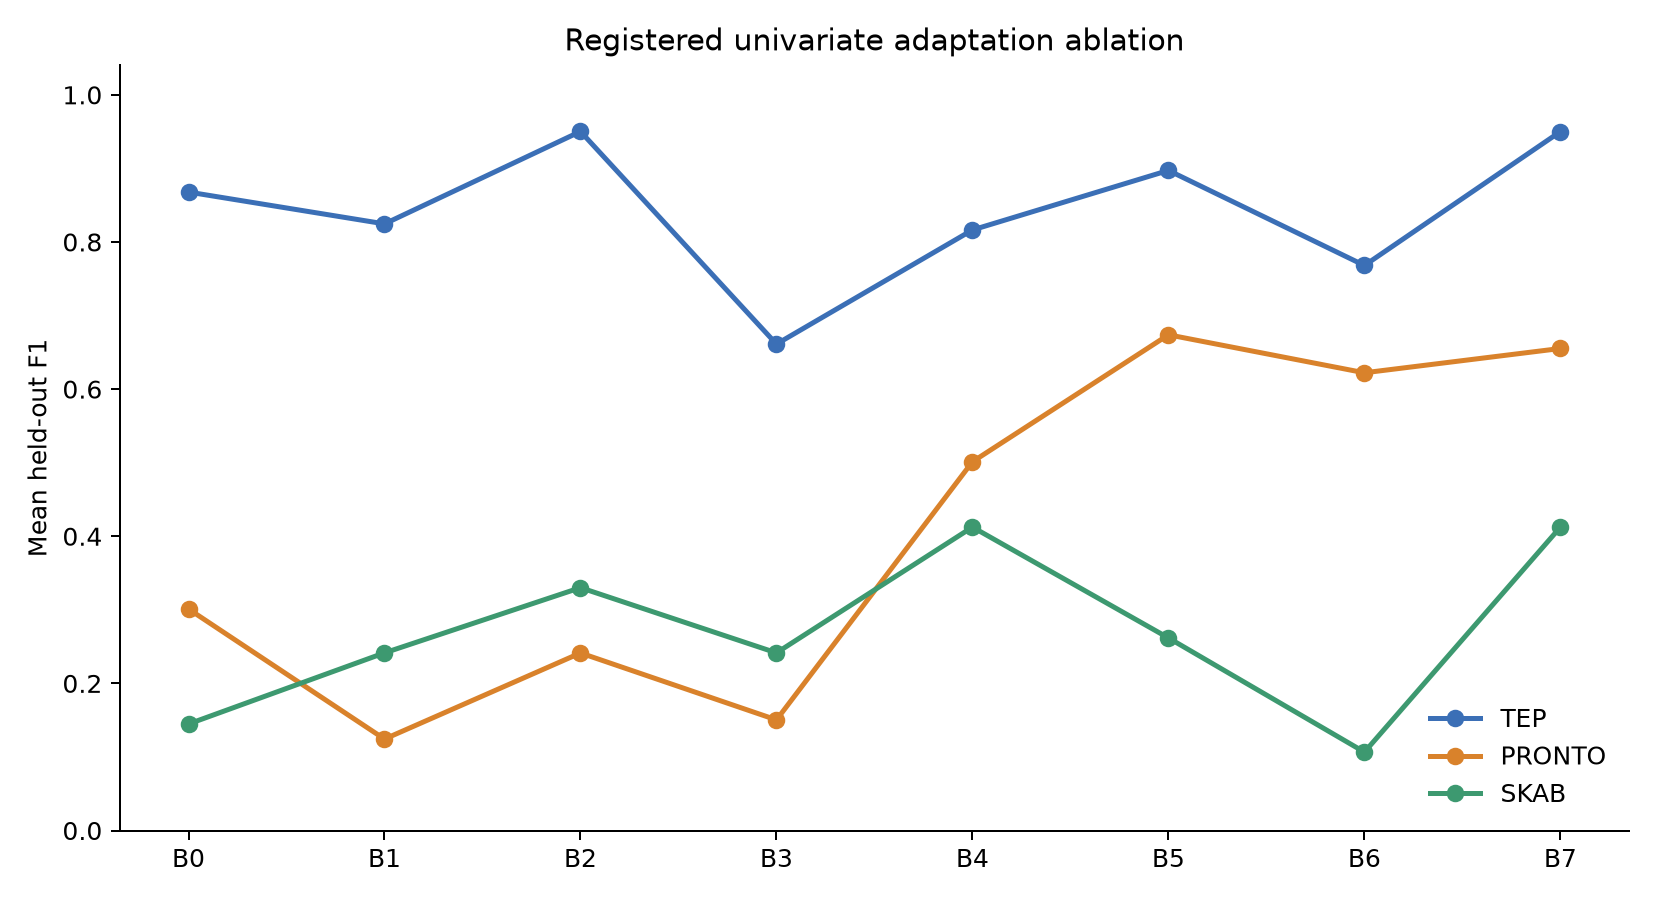 Registered univariate adaptation ablation
Mean held-out F1
1.0
0.8
0.6
0.4
0.2
0.0
B0 B1 B2 B3 B4 B5 B6 B7
TEP
PRONTO
SKAB